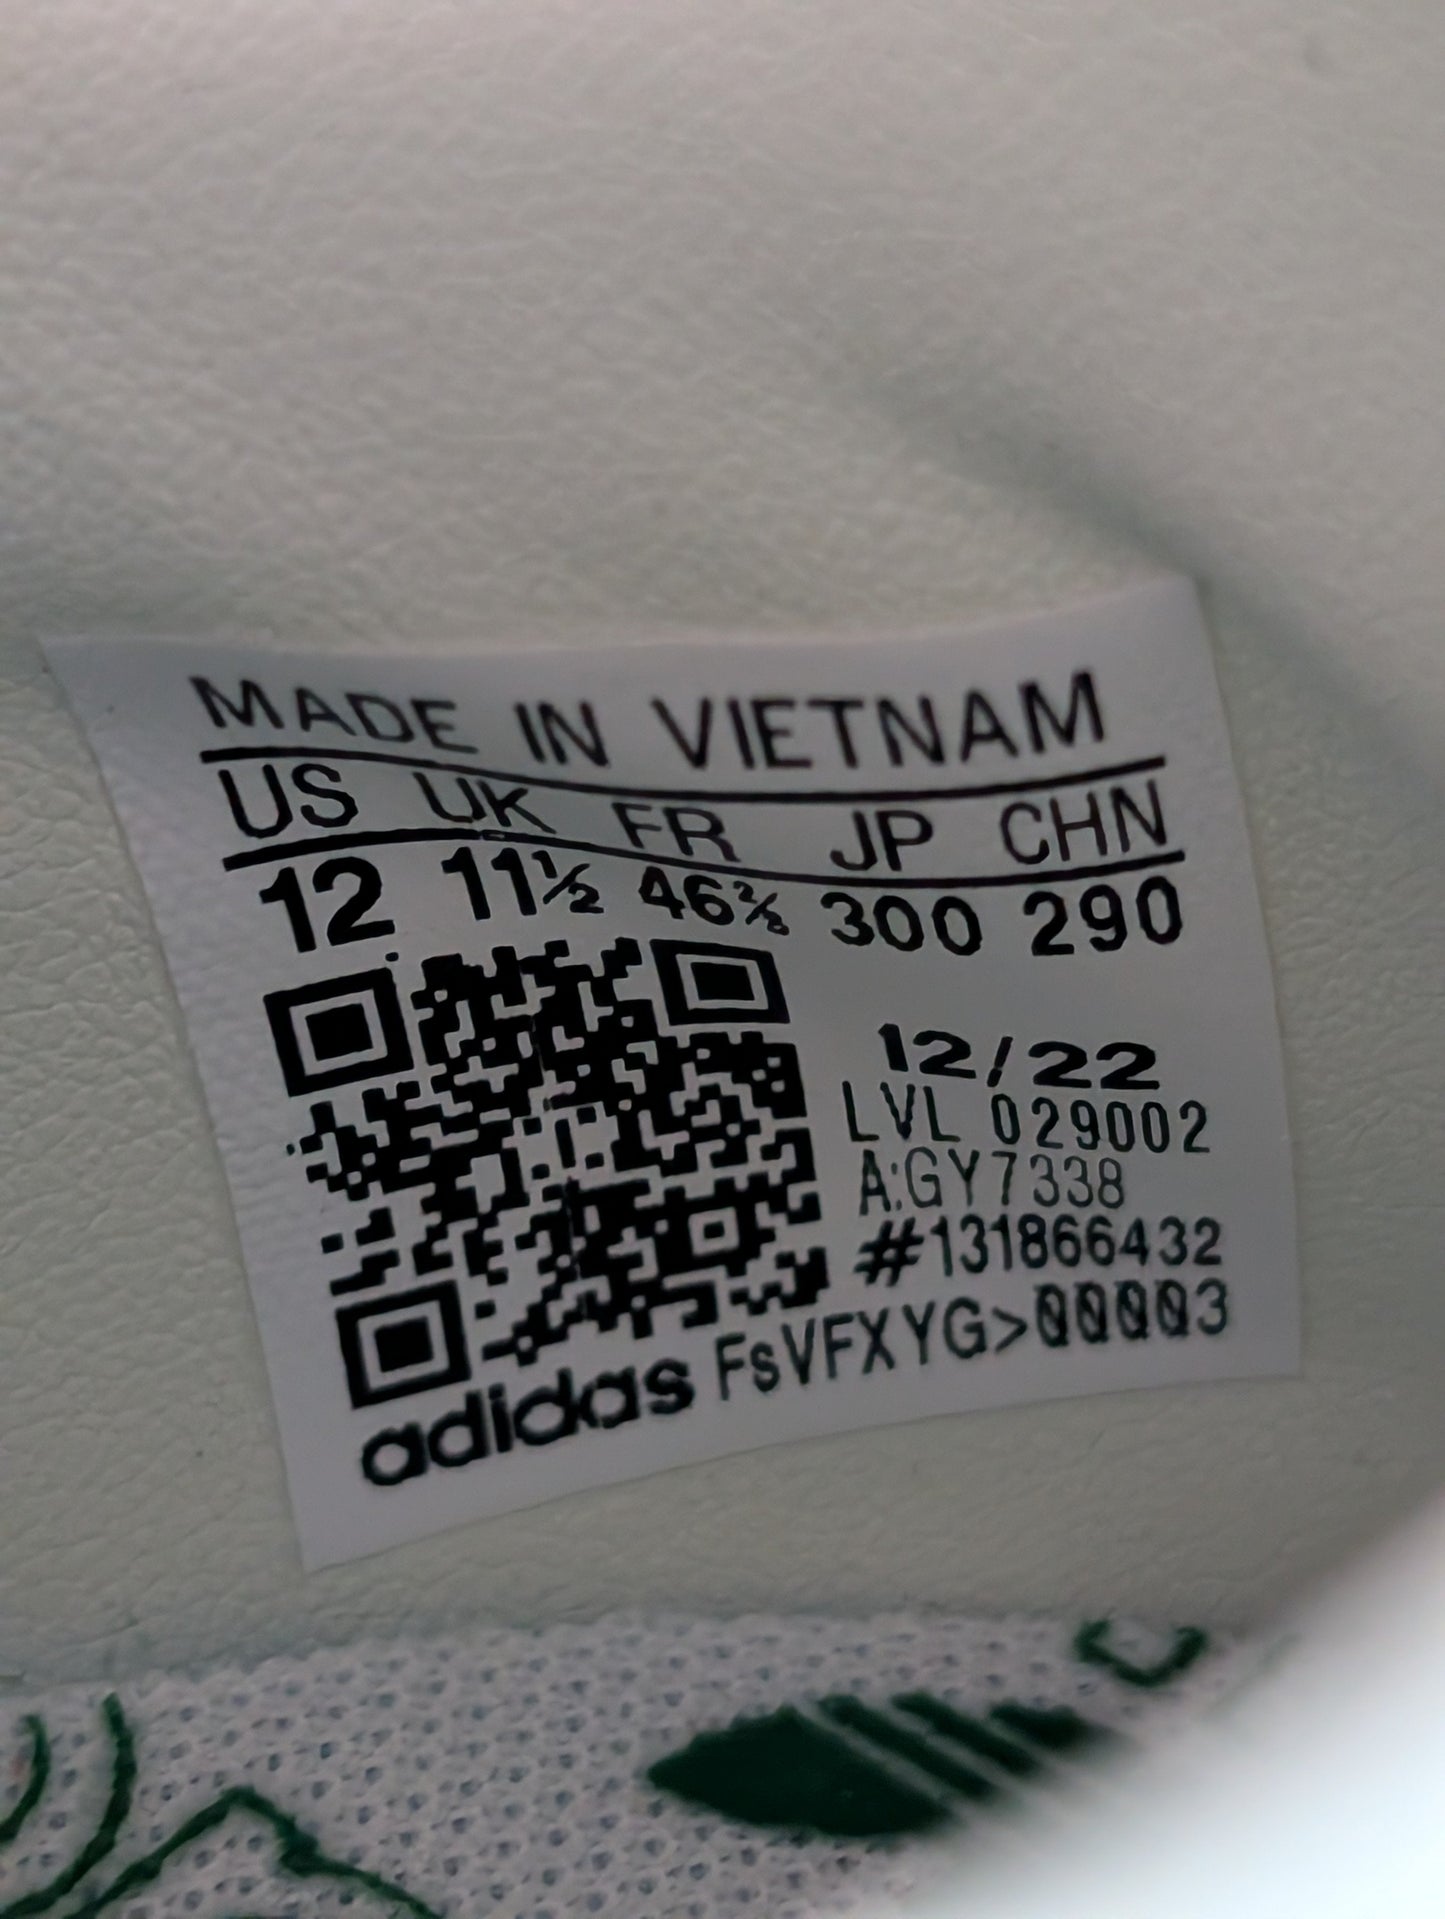 MADE IN VIETNAM
US UK FR JP CHN
12 11½ 46⅔ 300 290
12/22
LVL 029002
A:GY7338
#131866432
adidas FsVFXYG>00003